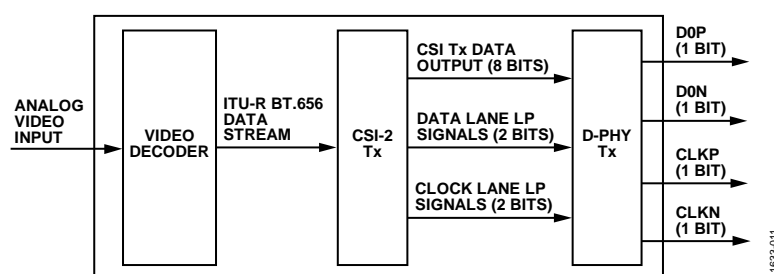 ANALOG
VIDEO
INPUT
VIDEO
DECODER
ITU-R BT.656
DATA
STREAM
CSI-2
Tx
CSI Tx DATA
OUTPUT (8 BITS)
DATA LANE LP
SIGNALS (2 BITS)
CLOCK LANE LP
SIGNALS (2 BITS)
D-PHY
Tx
D0P
(1 BIT)
D0N
(1 BIT)
CLKP
(1 BIT)
CLKN
(1 BIT)